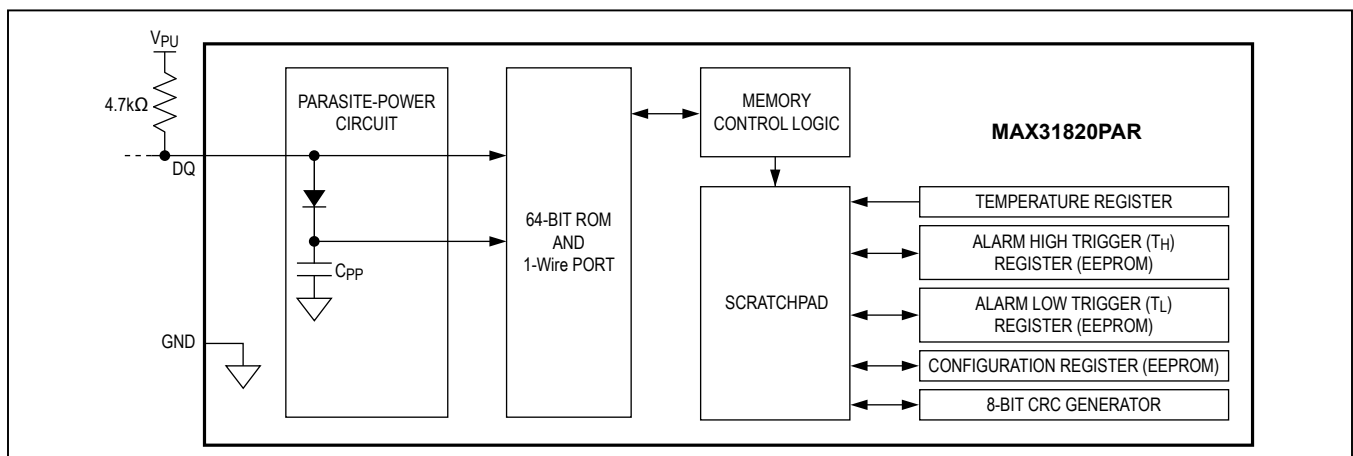 VPU
4.7kΩ
DQ
GND
PARASITE-POWER
CIRCUIT
CPP
64-BIT ROM
AND
1-Wire PORT
MEMORY
CONTROL LOGIC
SCRATCHPAD
MAX31820PAR
TEMPERATURE REGISTER
ALARM HIGH TRIGGER (TH)
REGISTER (EEPROM)
ALARM LOW TRIGGER (TL)
REGISTER (EEPROM)
CONFIGURATION REGISTER (EEPROM)
8-BIT CRC GENERATOR